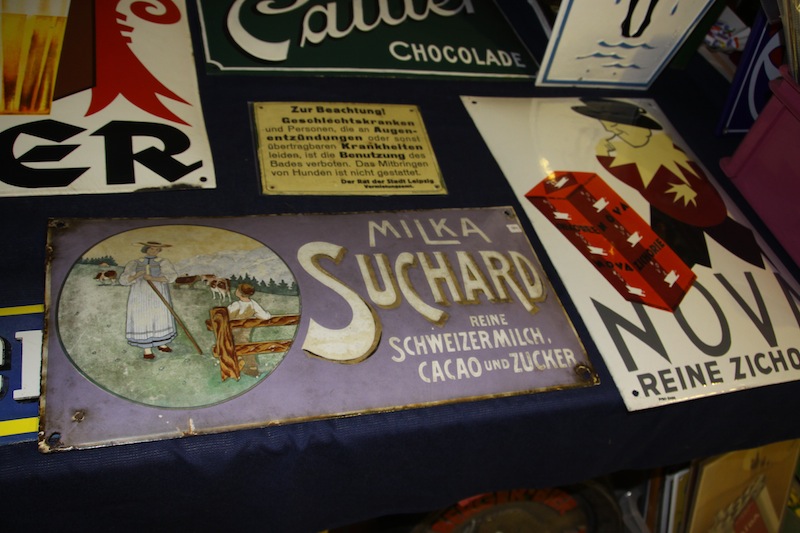 Cailler
CHOCOLADE
ER
Zur Beachtung!
Geschlechtskranken
und Personen, die an Augen-
entzündungen oder sonst
übertragbaren Krankheiten
leiden, ist die Benutzung des
Bades verboten. Das Mitbringen
von Hunden ist nicht gestattet.
Der Rat der Stadt Leipzig
Vermietungsamt.
MILKA
SUCHARD
REINE
SCHWEIZERMILCH,
CACAO UND ZUCKER
NOVA
NOV
REINE ZICHO